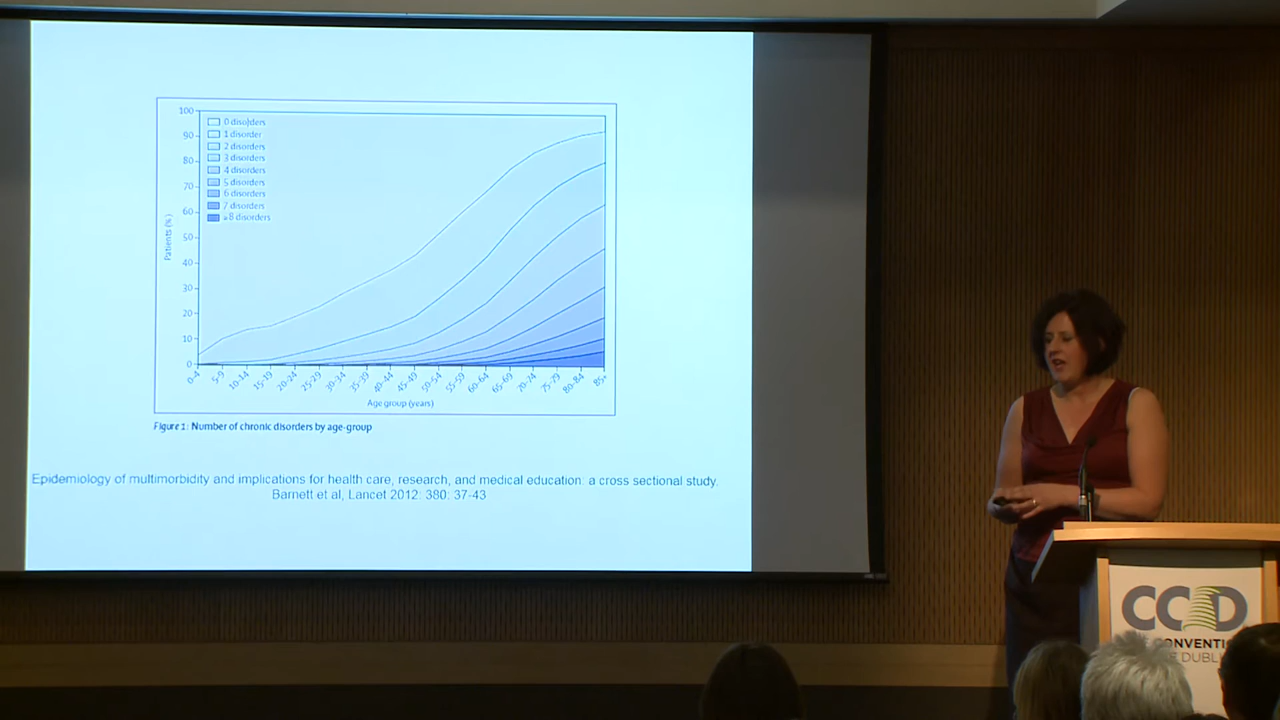 100
90
80
70
60
50
40
30
20
10
0
Patients (%)
0 disorders
1 disorder
2 disorders
3 disorders
4 disorders
5 disorders
6 disorders
7 disorders
≥8 disorders
0-4 5-9 10-14 15-19 20-24 25-29 30-34 35-39 40-44 45-49 50-54 55-59 60-64 65-69 70-74 75-79 80-84 85+
Age group (years)
Figure 1: Number of chronic disorders by age-group
Epidemiology of multimorbidity and implications for health care, research, and medical education: a cross sectional study.
Barnett et al, Lancet 2012: 380: 37-43
CCD